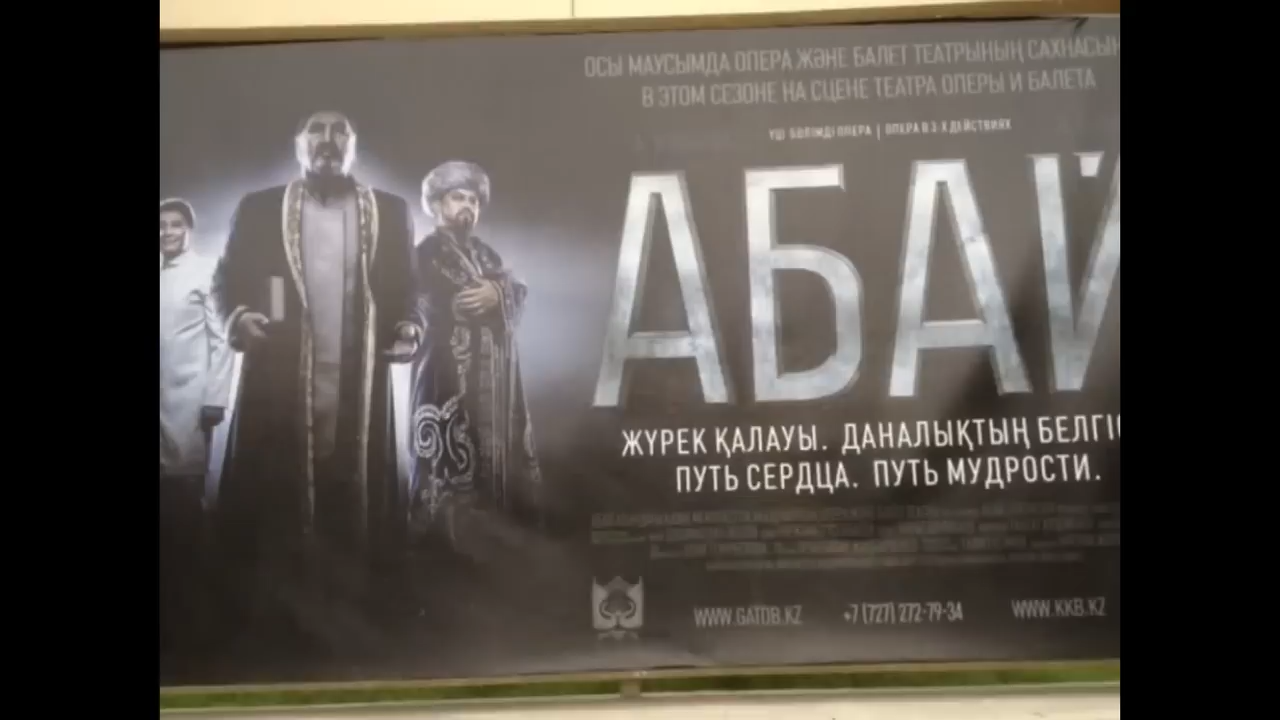 ОСЫ МАУСЫМДА ОПЕРА ЖӘНЕ БАЛЕТ ТЕАТРЫНЫҢ САХНАСЫН
В ЭТОМ СЕЗОНЕ НА СЦЕНЕ ТЕАТРА ОПЕРЫ И БАЛЕТА
ҮШ БӨЛІМДІ ОПЕРА | ОПЕРА В 3-Х ДЕЙСТВИЯХ
АБАЙ
ЖҮРЕК ҚАЛАУЫ. ДАНАЛЫҚТЫҢ БЕЛГІС
ПУТЬ СЕРДЦА. ПУТЬ МУДРОСТИ.
WWW.GATOB.KZ +7 (727) 272-79-34 WWW.KKB.KZ